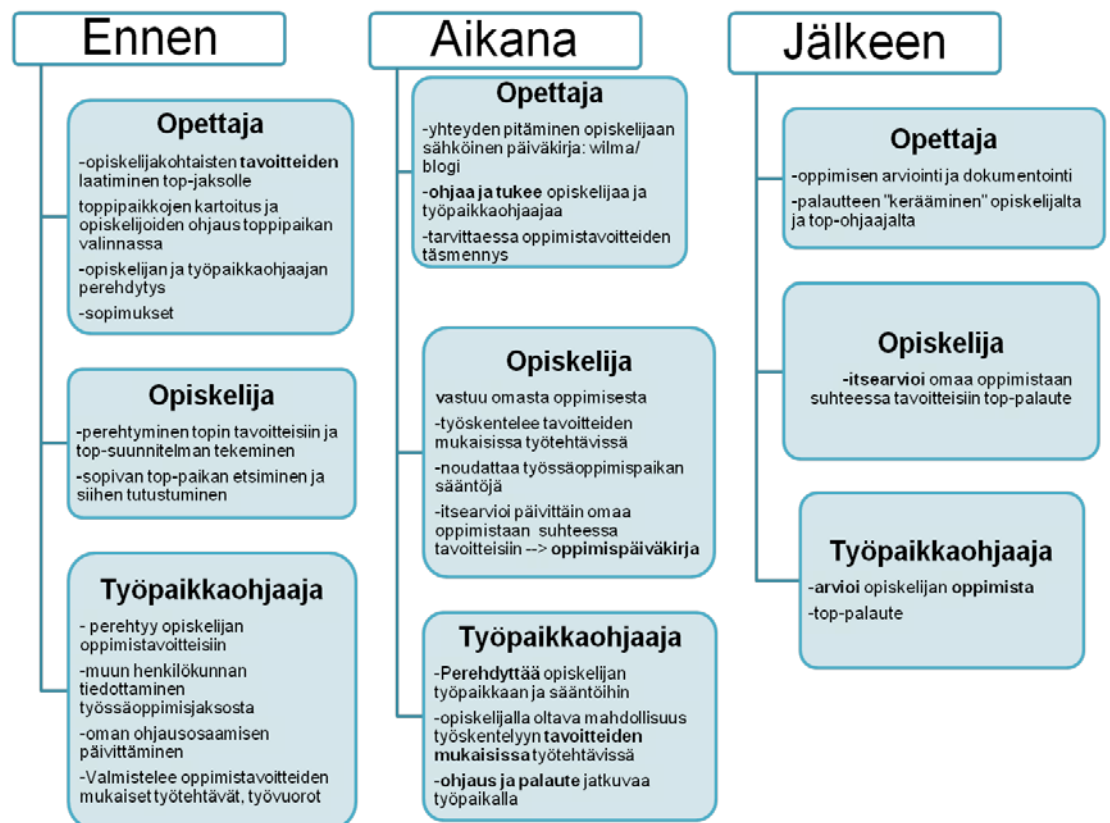 Ennen
Opettaja
-opiskelijakohtaisten tavoitteiden
laatiminen top-jaksolle
toppipaikkojen kartoitus ja
opiskelijoiden ohjaus toppipaikan
valinnassa
-opiskelijan ja työpaikkaohjaajan
perehdytys
-sopimukset
Opiskelija
-perehtyminen topin tavoitteisiin ja
top-suunnitelman tekeminen
-sopivan top-paikan etsiminen ja
siihen tutustuminen
Työpaikkaohjaaja
- perehtyy opiskelijan
oppimistavoitteisiin
-muun henkilökunnan
tiedottaminen
työssäoppimisjaksosta
-oman ohjausosaamisen
päivittäminen
-Valmistelee oppimistavoitteiden
mukaiset työtehtävät, työvuorot
Aikana
Opettaja
-yhteyden pitäminen opiskelijaan
sähköinen päiväkirja: wilma/
blogi
-ohjaa ja tukee opiskelijaa ja
työpaikkaohjaajaa
-tarvittaessa oppimistavoitteiden
täsmennys
Opiskelija
vastuu omasta oppimisesta
-työskentelee tavoitteiden
mukaisissa työtehtävissä
-noudattaa työssäoppimispaikan
sääntöjä
-itsearvioi päivittäin omaa
oppimistaan suhteessa
tavoitteisiin --> oppimispäiväkirja
Työpaikkaohjaaja
-Perehdyttää opiskelijan
työpaikkaan ja sääntöihin
-opiskelijalla oltava mahdollisuus
työskentelyyn tavoitteiden
mukaisissa työtehtävissä
-ohjaus ja palaute jatkuvaa
työpaikalla
Jälkeen
Opettaja
-oppimisen arviointi ja dokumentointi
-palautteen "kerääminen" opiskelijalta
ja top-ohjaajalta
Opiskelija
-itsearvioi omaa oppimistaan
suhteessa tavoitteisiin top-palaute
Työpaikkaohjaaja
-arvioi opiskelijan oppimista
-top-palaute